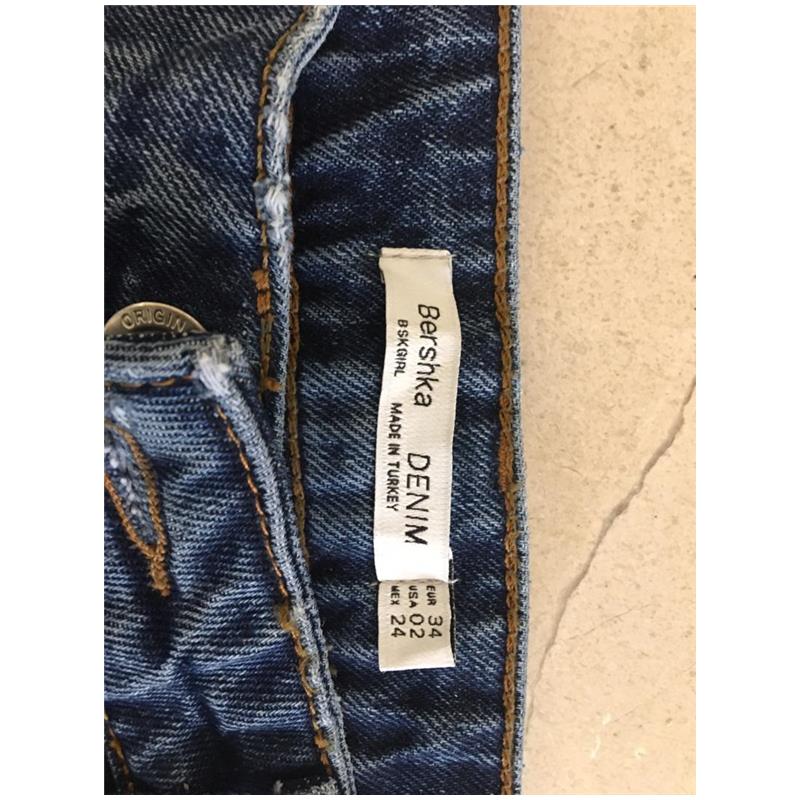 ORIGIN
Bershka DENIM
BSKGIRL MADE IN TURKEY
EUR 34
USA 02
MEX 24